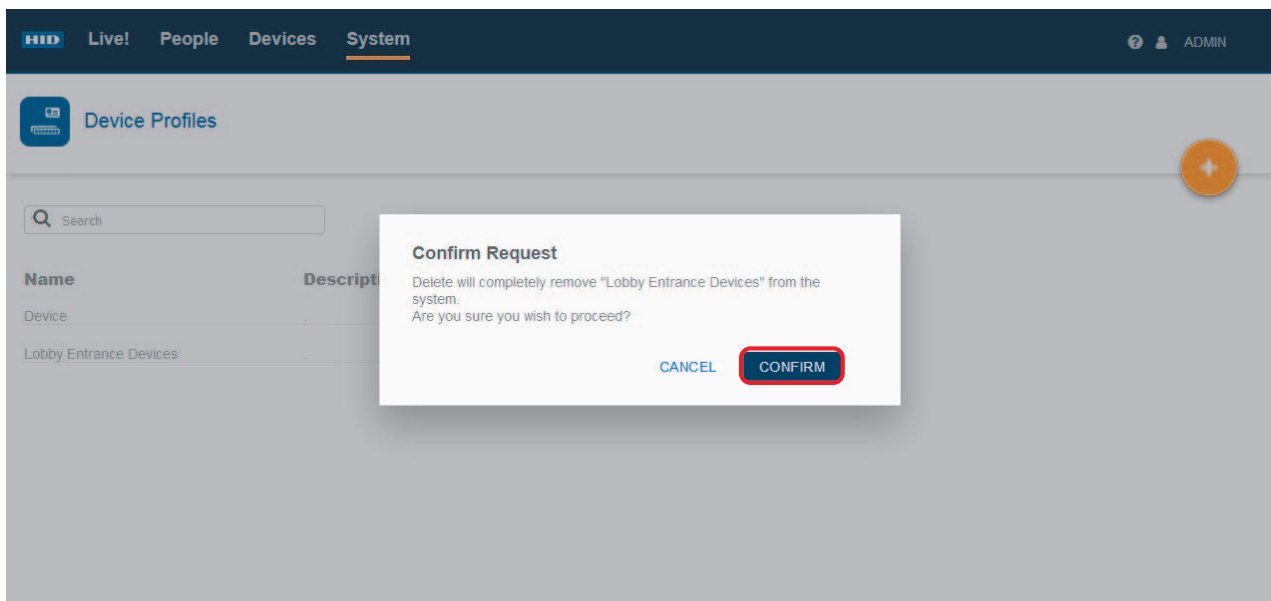 HID Live! People Devices System ADMIN
Device Profiles
Search
Name Descripti
Device
Lobby Entrance Devices
Confirm Request
Delete will completely remove "Lobby Entrance Devices" from the
system.
Are you sure you wish to proceed?
CANCEL CONFIRM